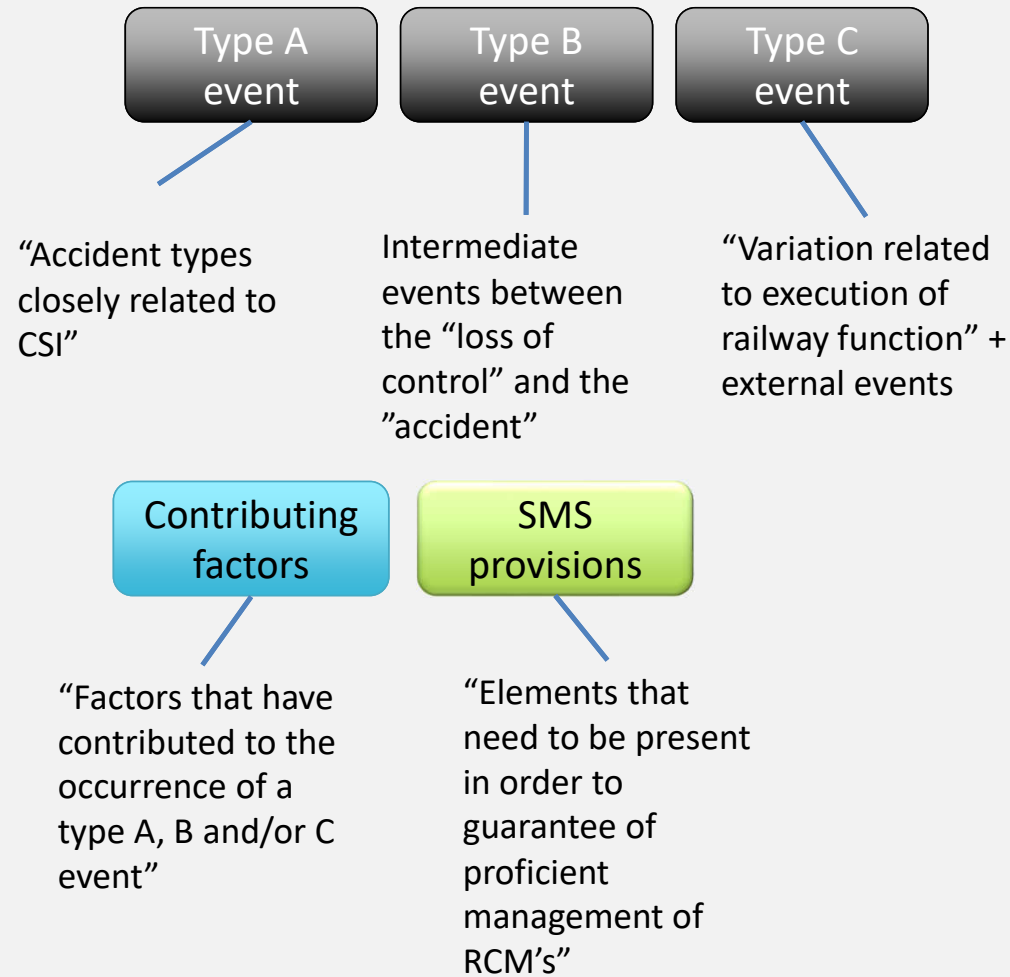 Type A
event
Type B
event
Type C
event
“Accident types
closely related to
CSI”
Intermediate
events between
the “loss of
control” and the
”accident”
“Variation related
to execution of
railway function” +
external events
Contributing
factors
SMS
provisions
“Factors that have
contributed to the
occurrence of a
type A, B and/or C
event”
“Elements that
need to be present
in order to
guarantee of
proficient
management of
RCM’s”